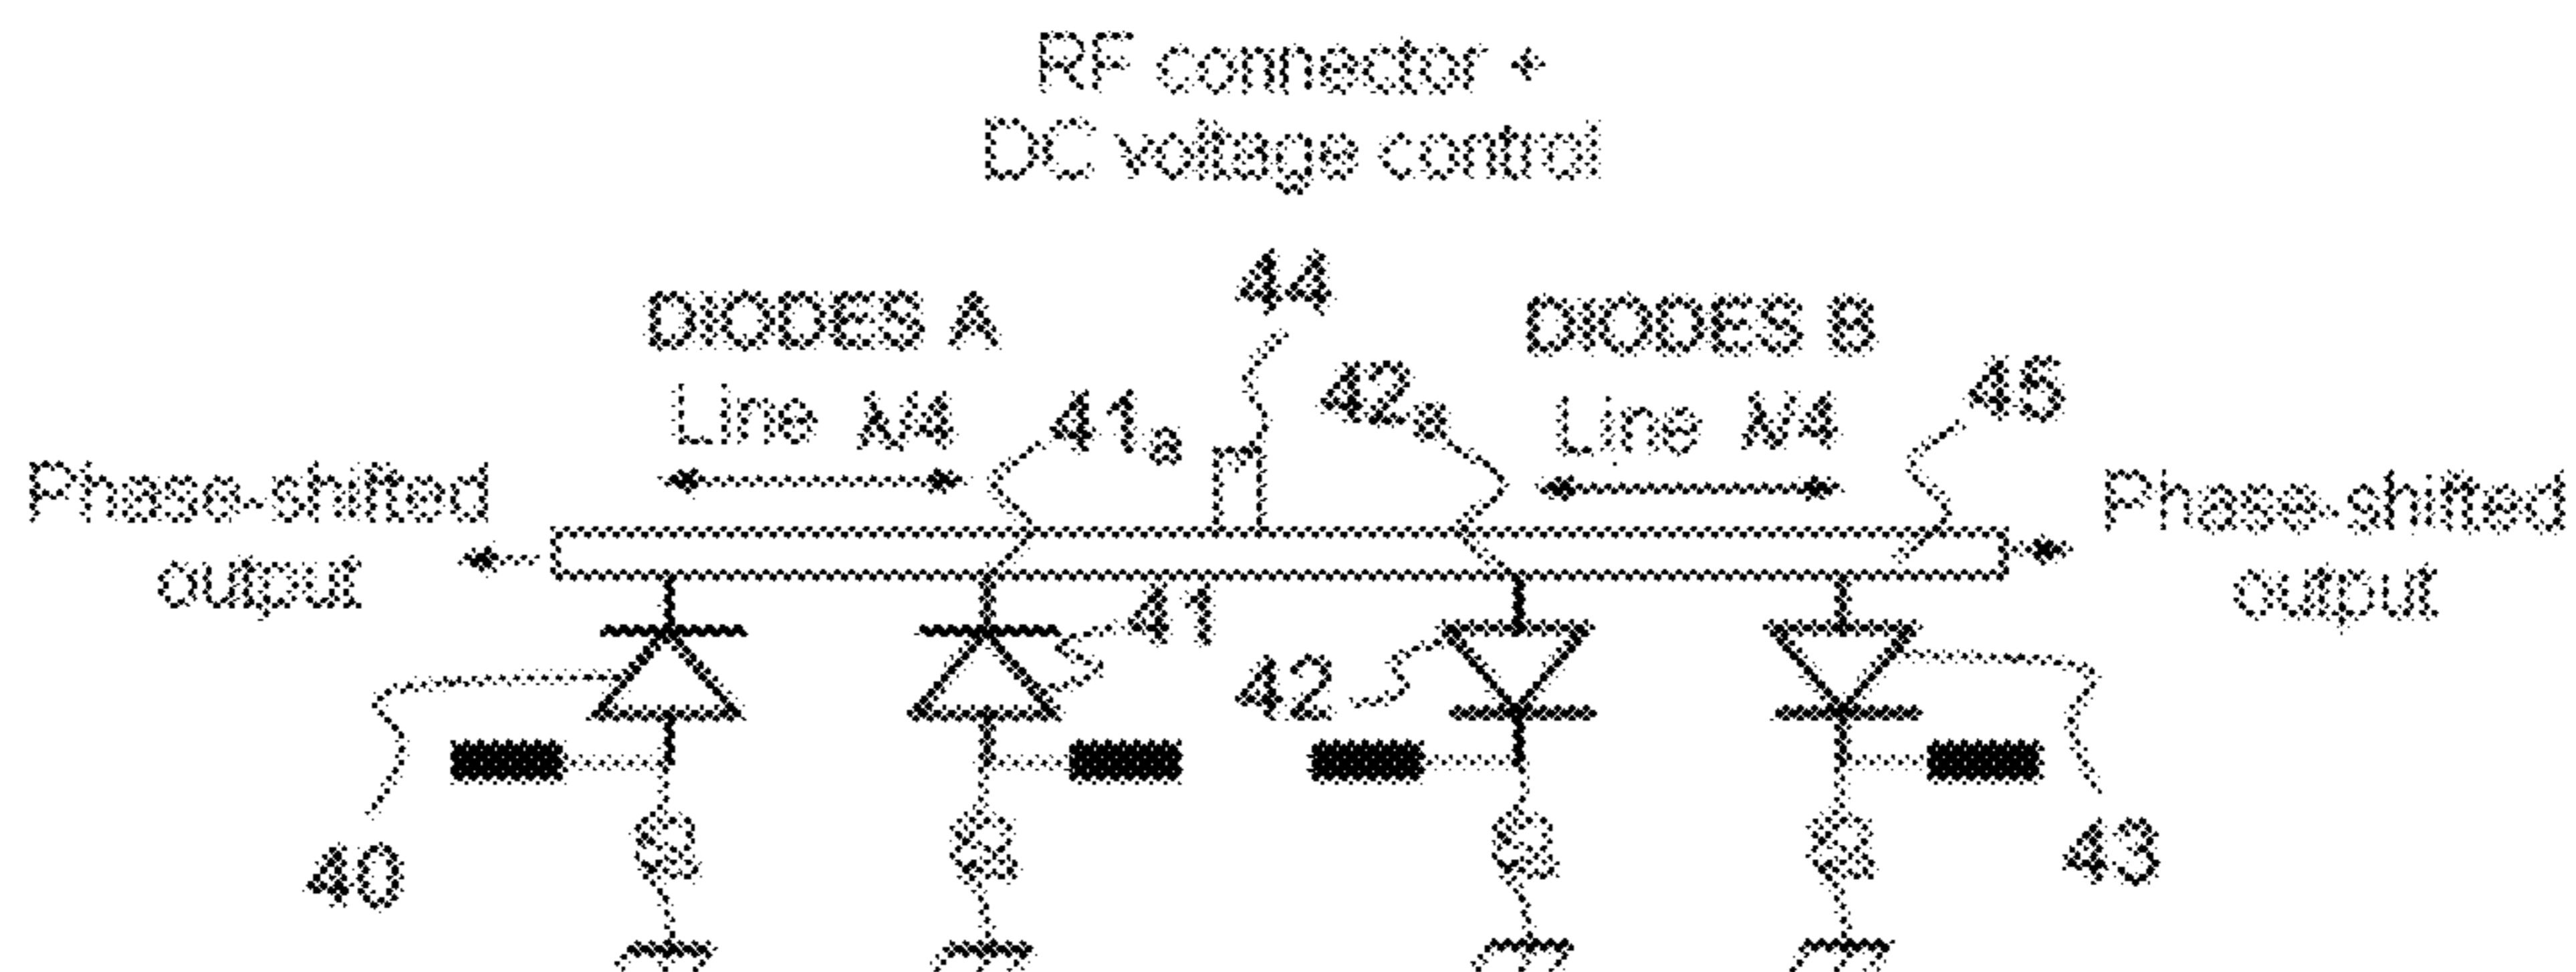 RF connector +
DC voltage control
44
DIODES A
DIODES B
Line λ/4
41a
42a
Line λ/4
45
Phase-shifted
output
Phase-shifted
output
41
42
40
43